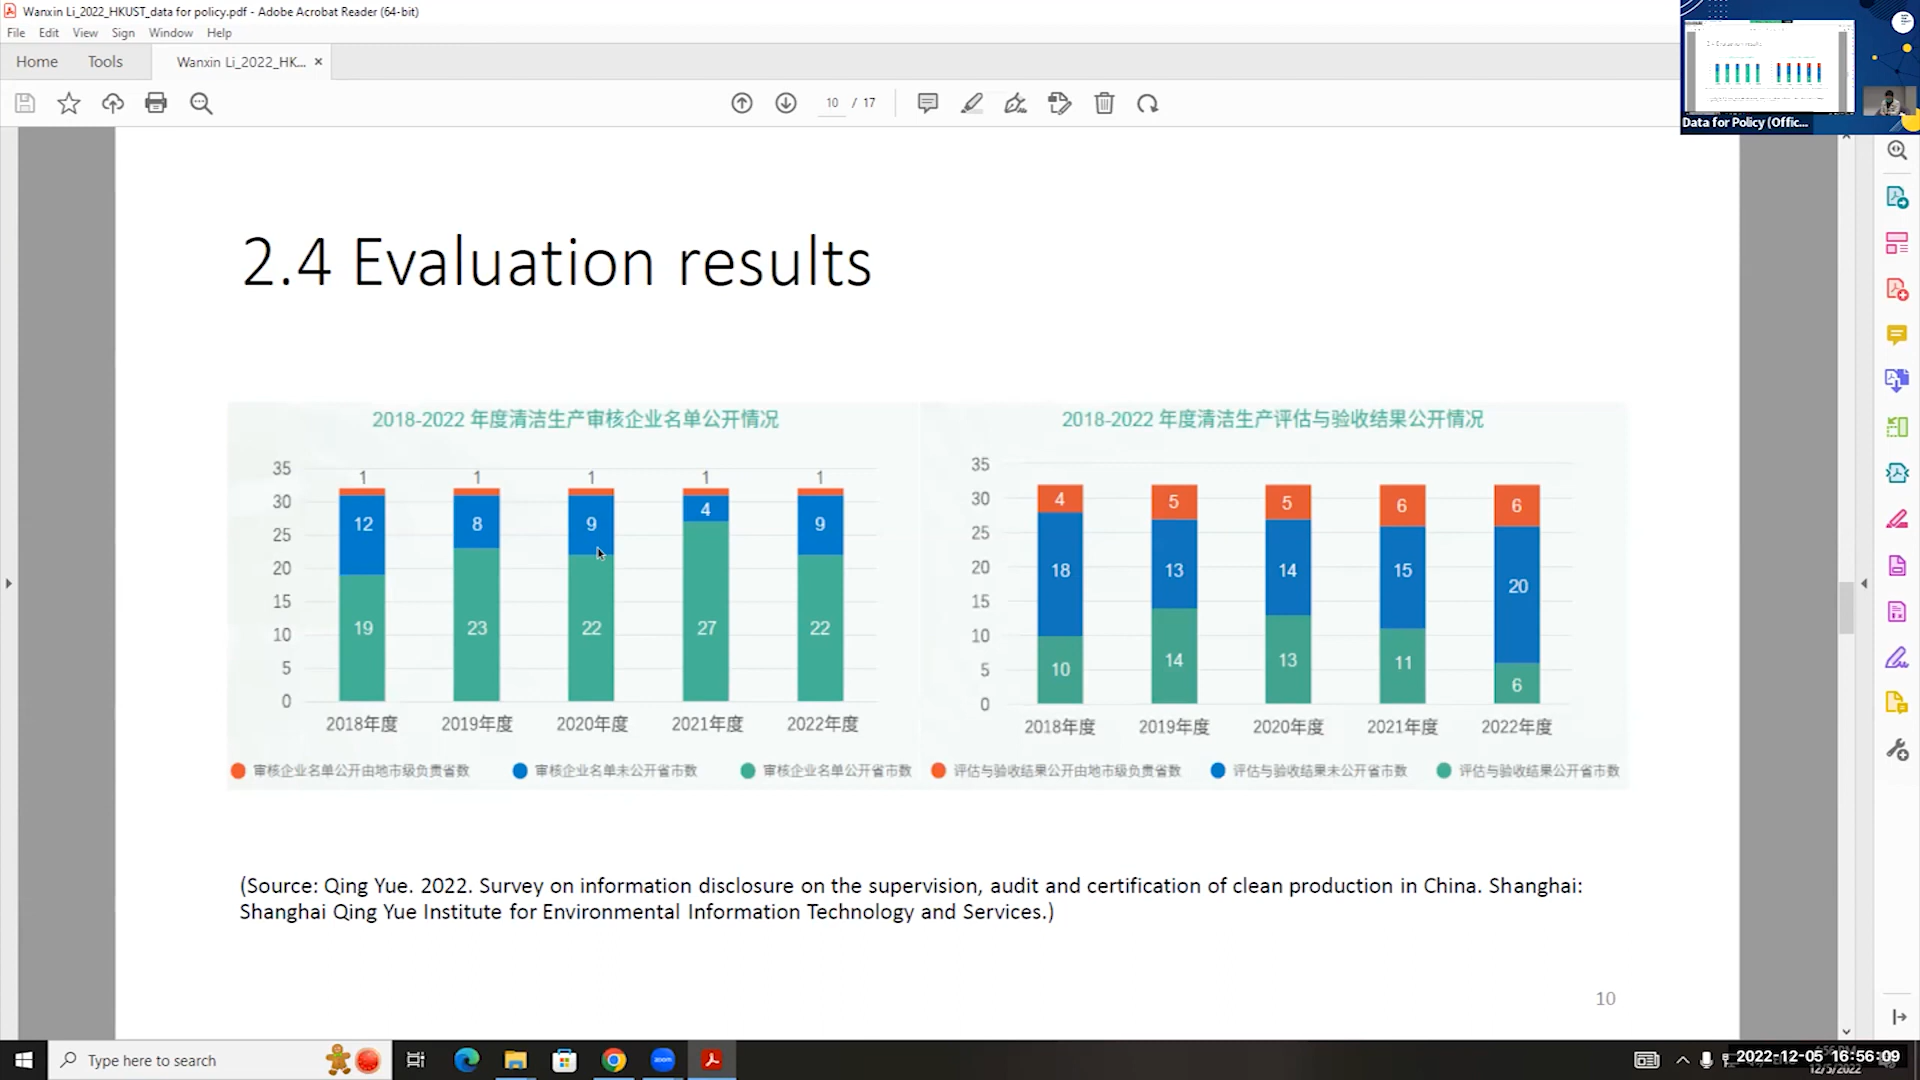 Wanxin Li_2022_HKUST_data for policy.pdf - Adobe Acrobat Reader (64-bit)
File Edit View Sign Window Help
Home Tools Wanxin Li_2022_HK... ×
10 / 17
Data for Policy (Offic...
2.4 Evaluation results
2018-2022 年度清洁生产审核企业名单公开情况
35
30
25
20
15
10
5
0
1 1 1 1 1
12 8 9 4 9
19 23 22 27 22
2018年度 2019年度 2020年度 2021年度 2022年度
审核企业名单公开由地市级负责省数 审核企业名单未公开省市数 审核企业名单公开省市数
2018-2022 年度清洁生产评估与验收结果公开情况
35
30
25
20
15
10
5
0
4 5 5 6 6
18 13 14 15 20
10 14 13 11 6
2018年度 2019年度 2020年度 2021年度 2022年度
评估与验收结果公开由地市级负责省数 评估与验收结果未公开省市数 评估与验收结果公开省市数
(Source: Qing Yue. 2022. Survey on information disclosure on the supervision, audit and certification of clean production in China. Shanghai:
Shanghai Qing Yue Institute for Environmental Information Technology and Services.)
10
Type here to search
zoom
2022-12-05 16:56:09
12/5/2022